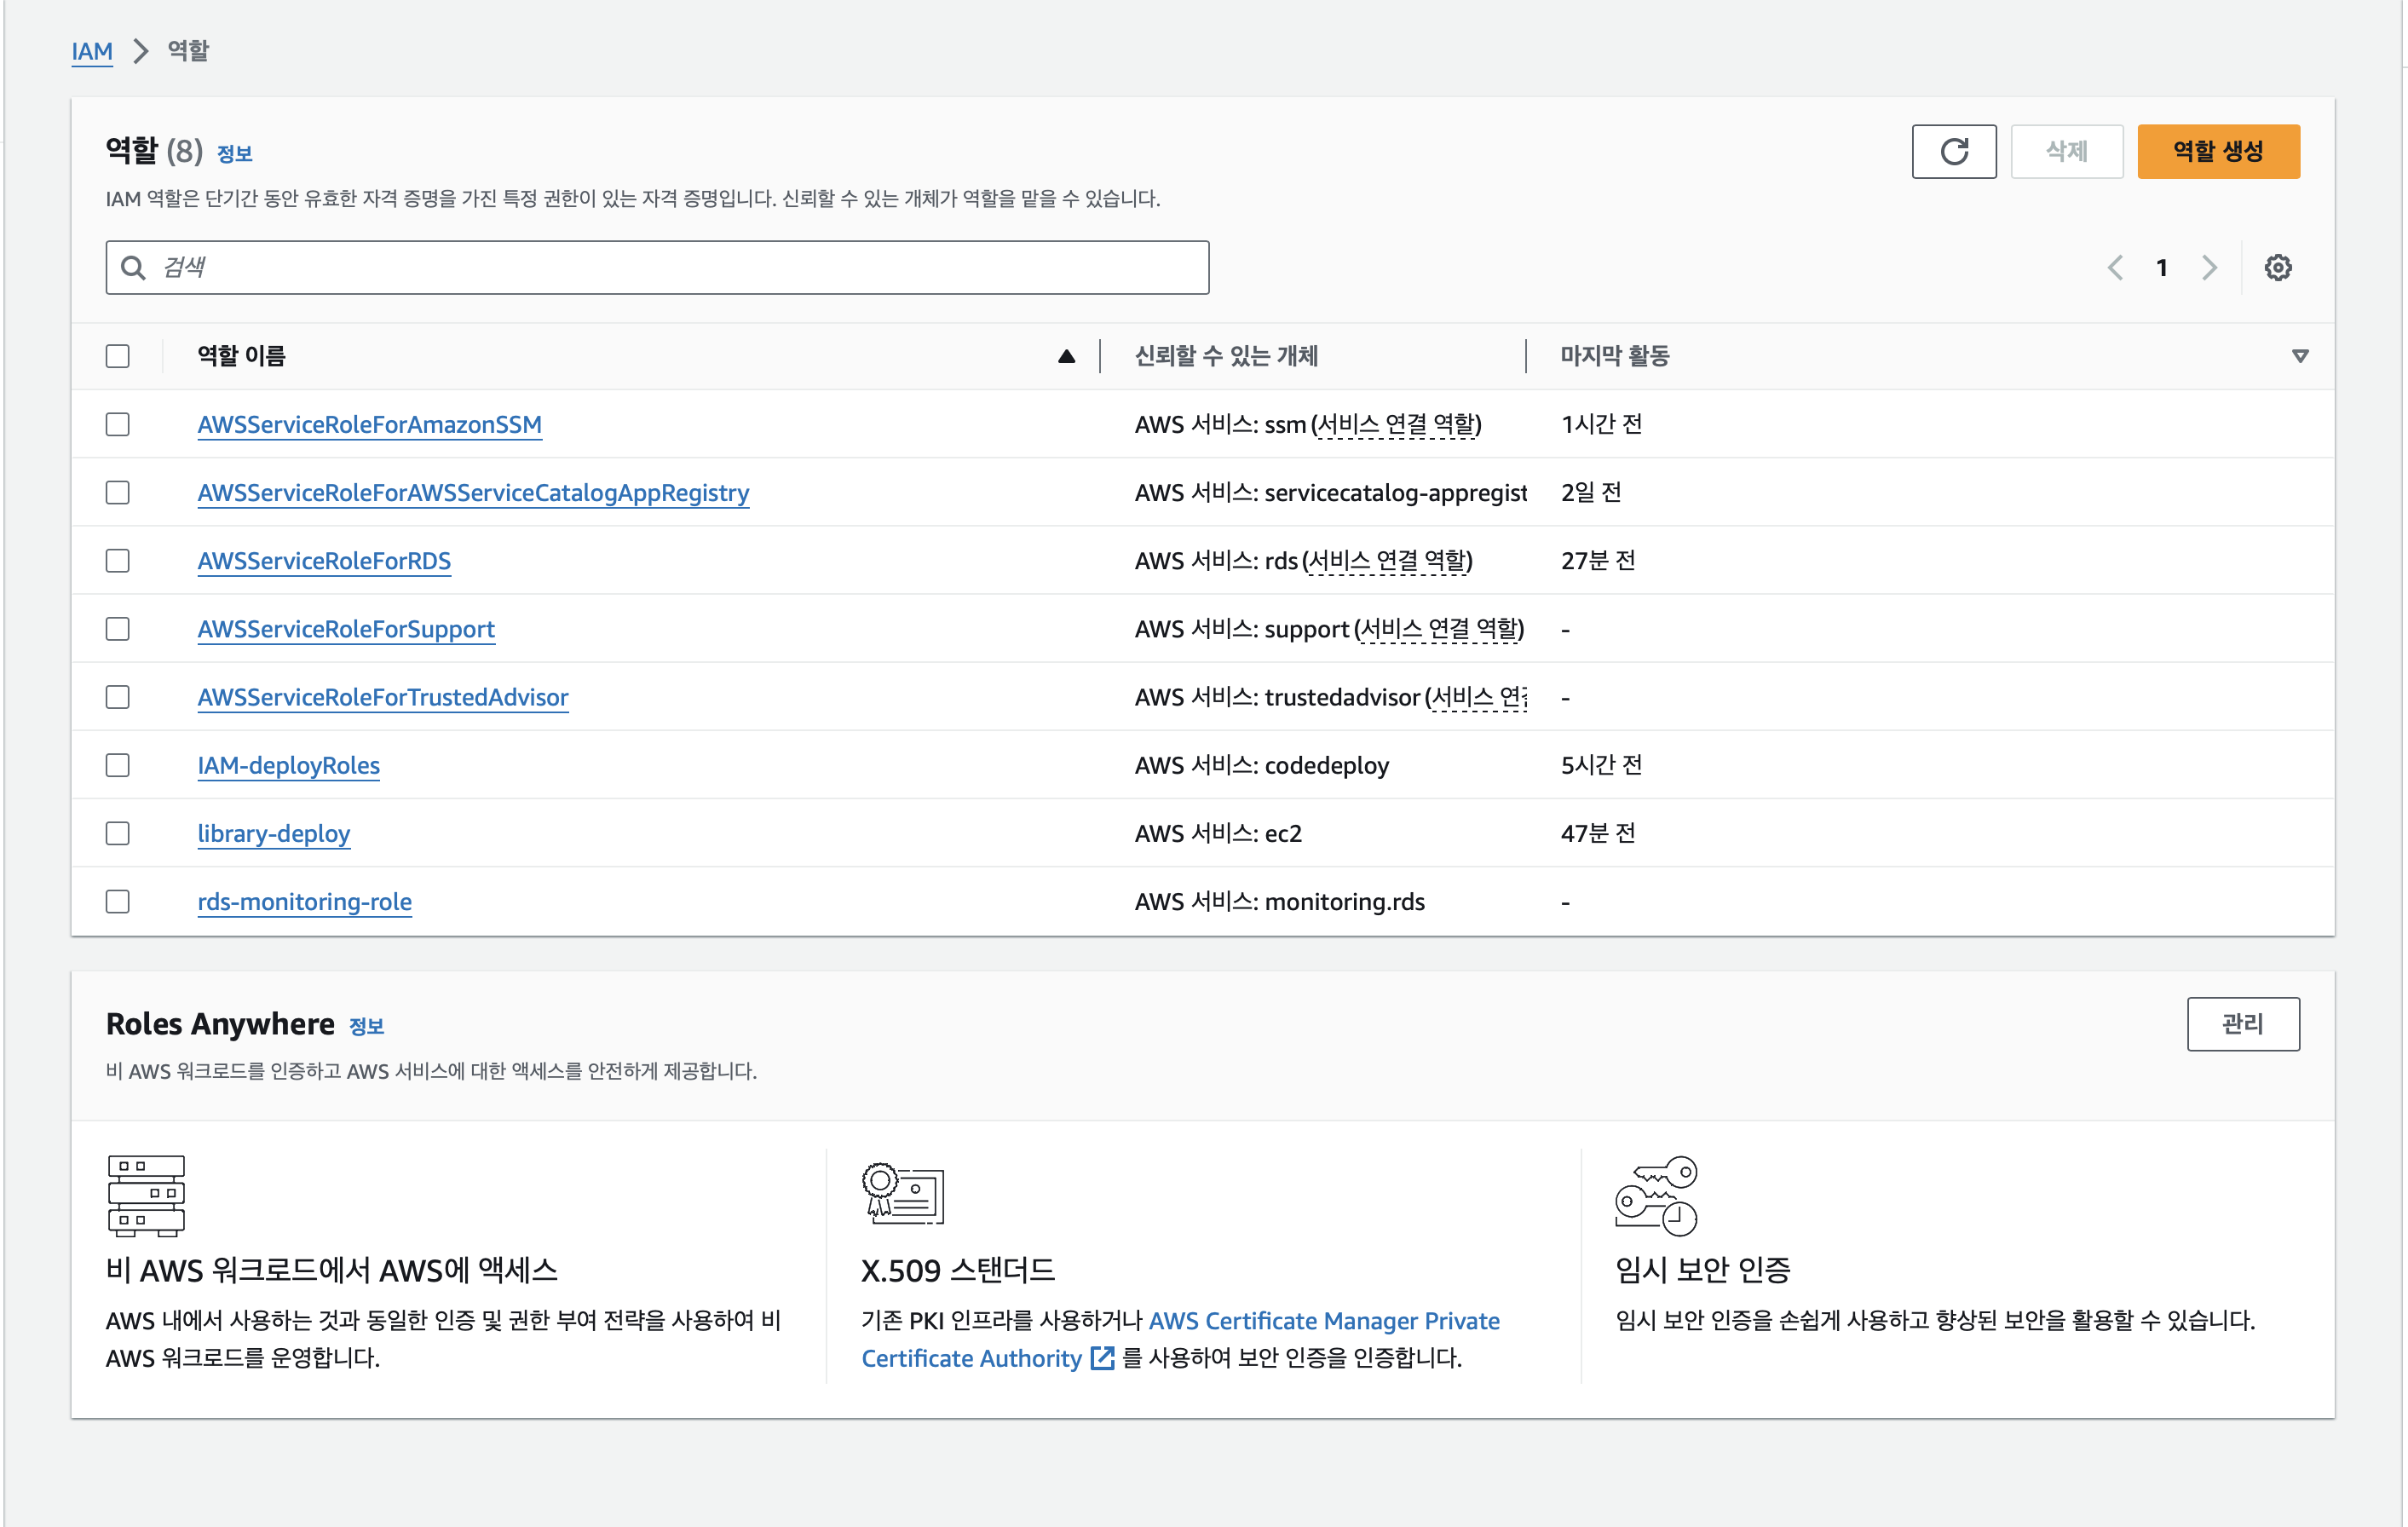 IAM > 역할
역할 (8) 정보
삭제
역할 생성
IAM 역할은 단기간 동안 유효한 자격 증명을 가진 특정 권한이 있는 자격 증명입니다. 신뢰할 수 있는 개체가 역할을 맡을 수 있습니다.
검색
1
역할 이름 신뢰할 수 있는 개체 마지막 활동
AWSServiceRoleForAmazonSSM AWS 서비스: ssm (서비스 연결 역할) 1시간 전
AWSServiceRoleForAWSServiceCatalogAppRegistry AWS 서비스: servicecatalog-appregist 2일 전
AWSServiceRoleForRDS AWS 서비스: rds (서비스 연결 역할) 27분 전
AWSServiceRoleForSupport AWS 서비스: support (서비스 연결 역할) -
AWSServiceRoleForTrustedAdvisor AWS 서비스: trustedadvisor (서비스 -
IAM-deployRoles AWS 서비스: codedeploy 5시간 전
library-deploy AWS 서비스: ec2 47분 전
rds-monitoring-role AWS 서비스: monitoring.rds -
Roles Anywhere 정보
관리
비 AWS 워크로드를 인증하고 AWS 서비스에 대한 액세스를 안전하게 제공합니다.
비 AWS 워크로드에서 AWS에 액세스
AWS 내에서 사용하는 것과 동일한 인증 및 권한 부여 전략을 사용하여 비
AWS 워크로드를 운영합니다.
X.509 스탠더드
기존 PKI 인프라를 사용하거나 AWS Certificate Manager Private
Certificate Authority 를 사용하여 보안 인증을 인증합니다.
임시 보안 인증
임시 보안 인증을 손쉽게 사용하고 향상된 보안을 활용할 수 있습니다.